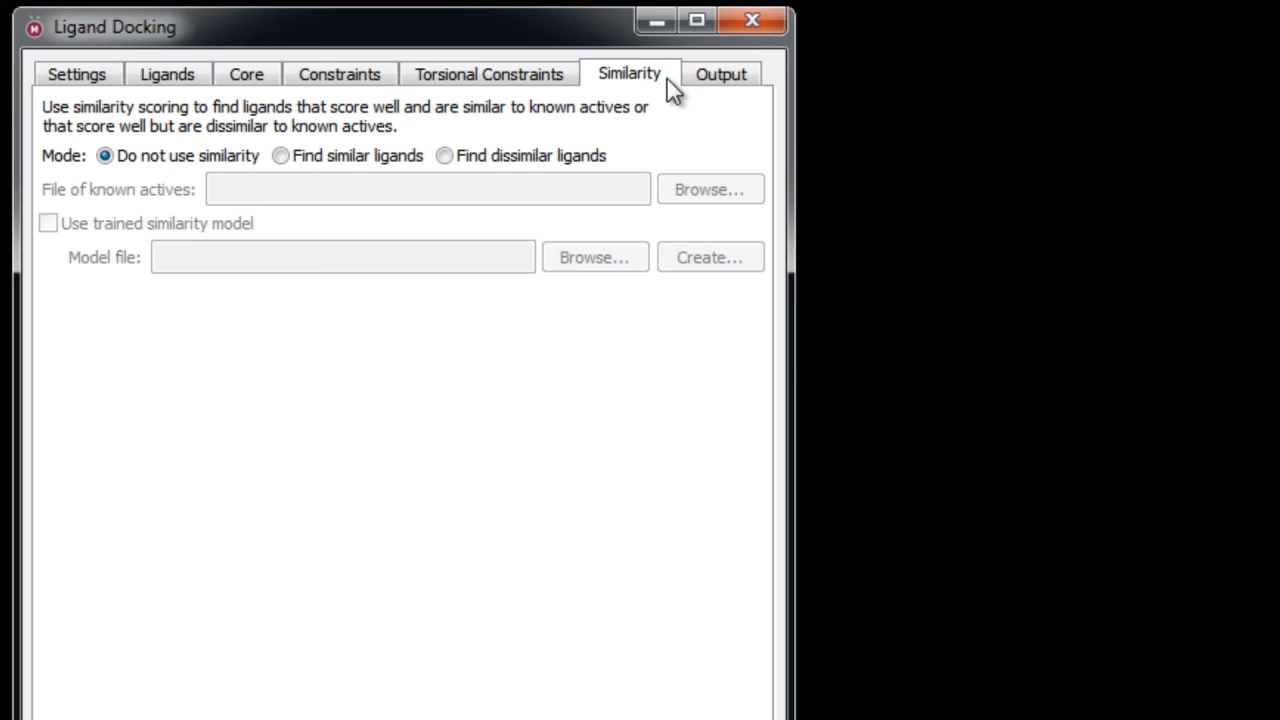 Ligand Docking
Settings Ligands Core Constraints Torsional Constraints Similarity Output
Use similarity scoring to find ligands that score well and are similar to known actives or
that score well but are dissimilar to known actives.
Mode: Do not use similarity Find similar ligands Find dissimilar ligands
File of known actives: Browse...
Use trained similarity model
Model file: Browse... Create...